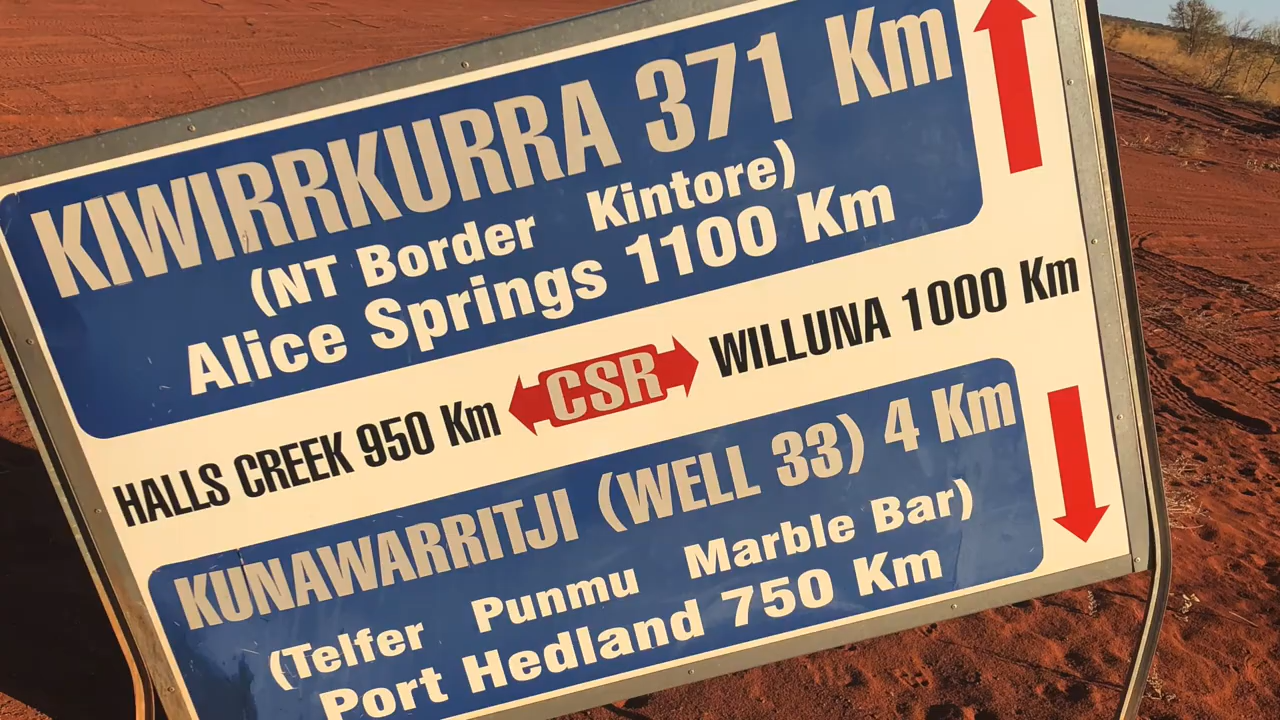 KIWIRRKURRA 371 Km
(NT Border Kintore)
Alice Springs 1100 Km
HALLS CREEK 950 Km CSR WILLUNA 1000 Km
KUNAWARRITJI (WELL 33) 4 Km
(Telfer Punmu Marble Bar)
Port Hedland 750 Km